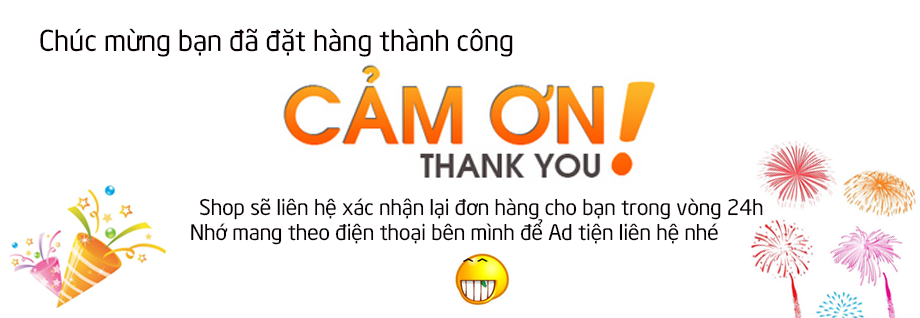 Chúc mừng bạn đã đặt hàng thành công
CẢM ƠN!
THANK YOU
Shop sẽ liên hệ xác nhận lại đơn hàng cho bạn trong vòng 24h
Nhớ mang theo điện thoại bên mình để Ad tiện liên hệ nhé